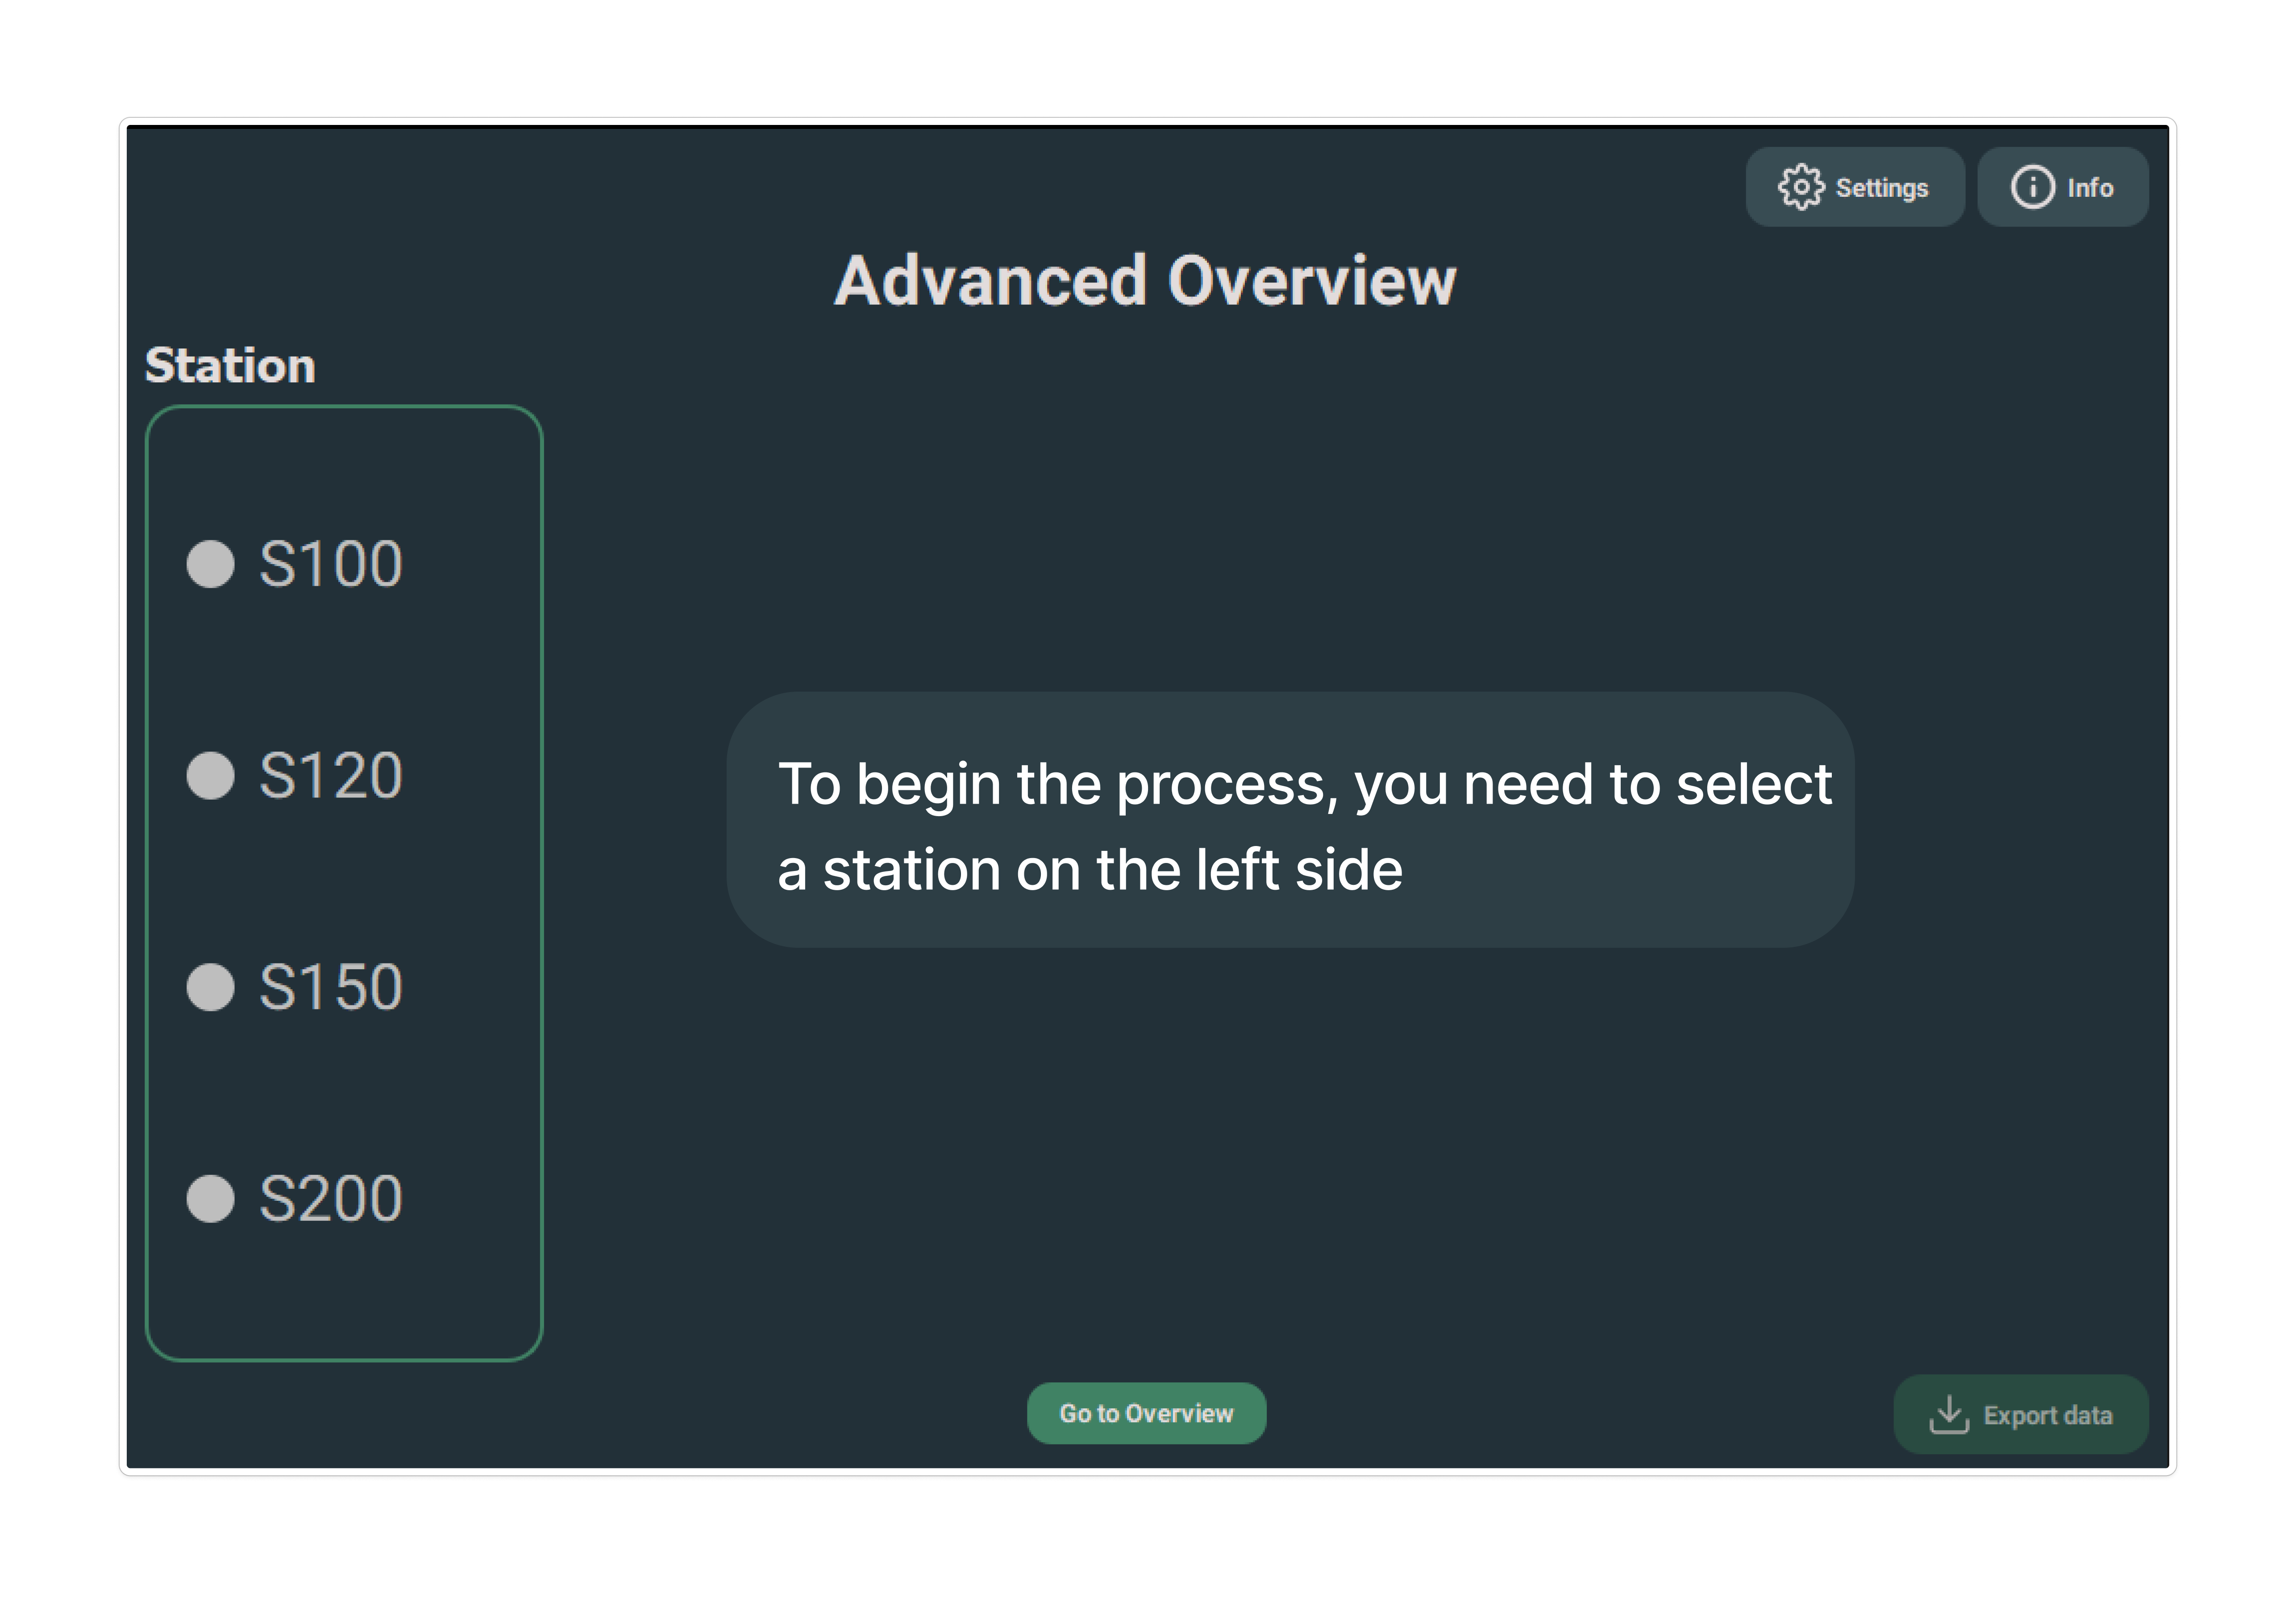 Settings
Info
Advanced Overview
Station
S100
S120
S150
S200
To begin the process, you need to select
a station on the left side
Go to Overview
Export data